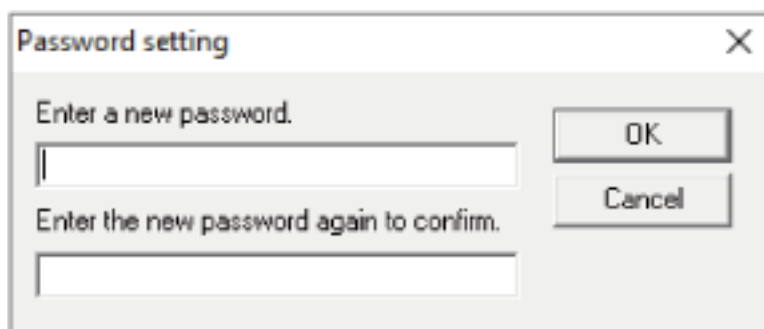 Password setting
Enter a new password.
OK
Cancel
Enter the new password again to confirm.